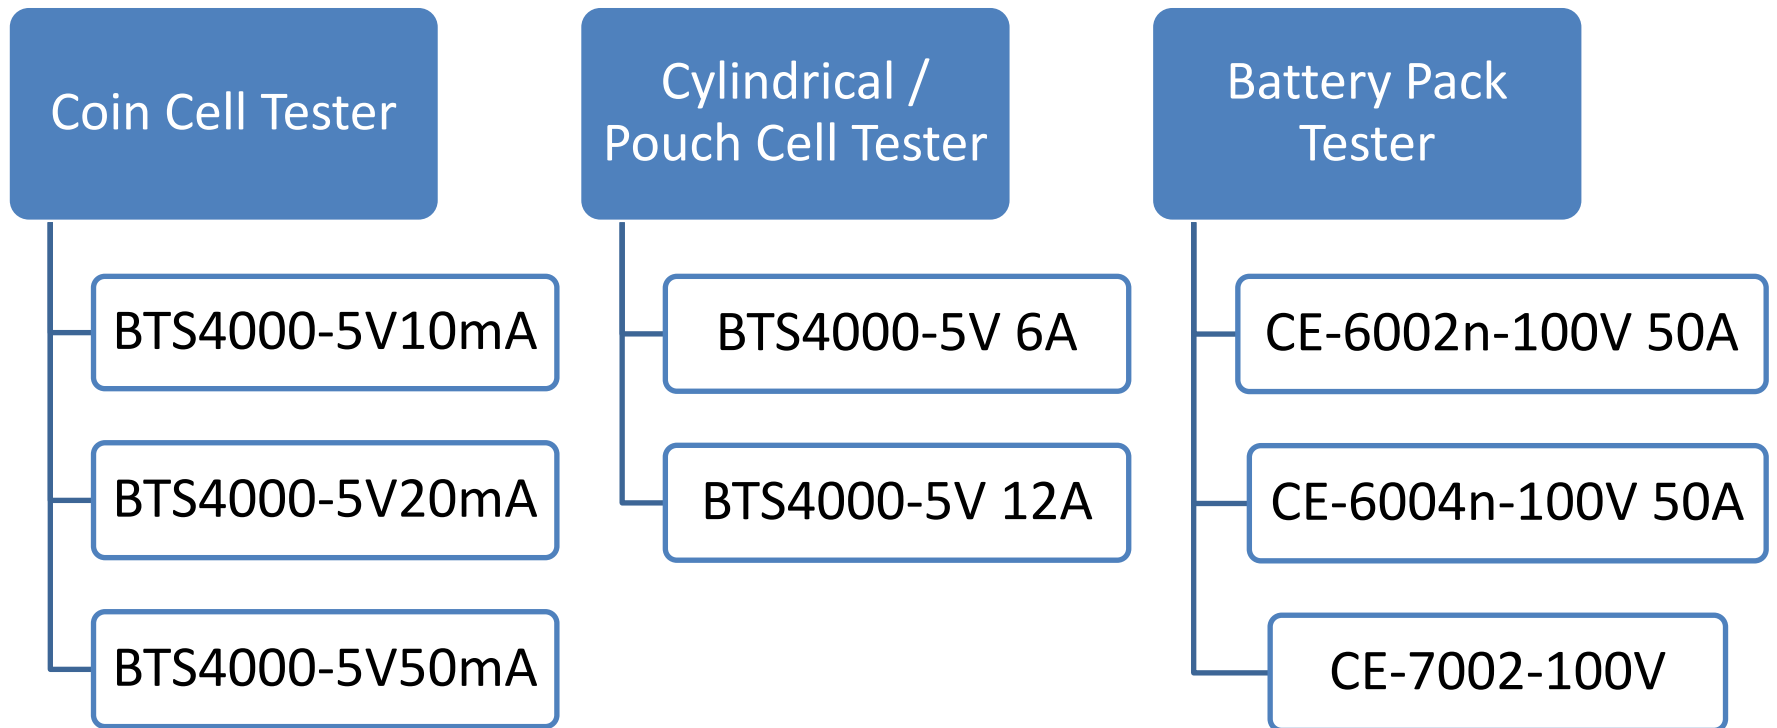 Coin Cell Tester
BTS4000-5V10mA
BTS4000-5V20mA
BTS4000-5V50mA
Cylindrical /
Pouch Cell Tester
BTS4000-5V 6A
BTS4000-5V 12A
Battery Pack
Tester
CE-6002n-100V 50A
CE-6004n-100V 50A
CE-7002-100V